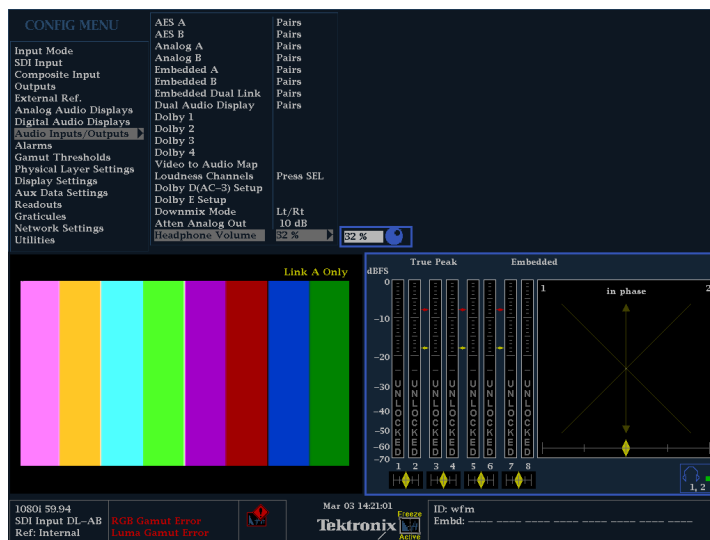 CONFIG MENU
Input Mode
SDI Input
Composite Input
Outputs
External Ref.
Analog Audio Displays
Digital Audio Displays
Audio Inputs/Outputs
Alarms
Gamut Thresholds
Physical Layer Settings
Display Settings
Aux Data Settings
Readouts
Graticules
Network Settings
Utilities
AES A Pairs
AES B Pairs
Analog A Pairs
Analog B Pairs
Embedded A Pairs
Embedded B Pairs
Embedded Dual Link Pairs
Dual Audio Display Pairs
Dolby 1
Dolby 2
Dolby 3
Dolby 4
Video to Audio Map
Loudness Channels Press SEL
Dolby D(AC-3) Setup
Dolby E Setup
Downmix Mode Lt/Rt
Atten Analog Out 10 dB
Headphone Volume 32 % 32 %
Link A Only
True Peak Embedded
dBFS
0
-10
-20
-30
-40
-50
-60
-70
UNLOCKED UNLOCKED UNLOCKED UNLOCKED UNLOCKED UNLOCKED UNLOCKED UNLOCKED
1 2 3 4 5 6 7 8
1 in phase 2
1, 2
1080i 59.94
SDI Input DL-AB
Ref: Internal
RGB Gamut Error
Luma Gamut Error
Mar 03 14:21:01
Tektronix
Freeze
Active
ID: wfm
Embd: ---- ---- ---- ---- ---- ---- ---- ----